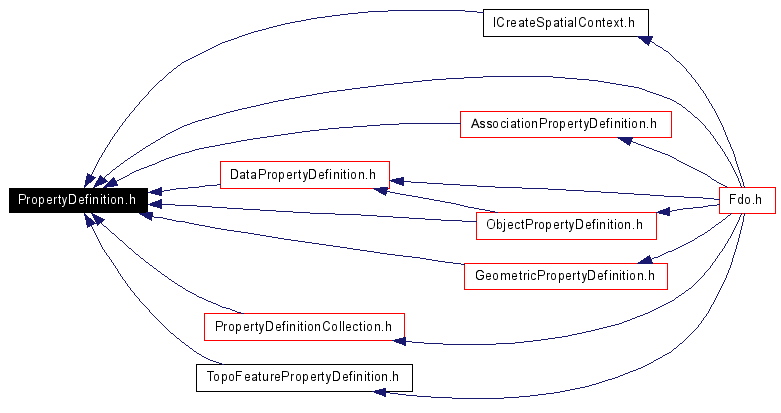 ICreateSpatialContext.h
AssociationPropertyDefinition.h
DataPropertyDefinition.h
PropertyDefinition.h
Fdo.h
ObjectPropertyDefinition.h
GeometricPropertyDefinition.h
PropertyDefinitionCollection.h
TopoFeaturePropertyDefinition.h